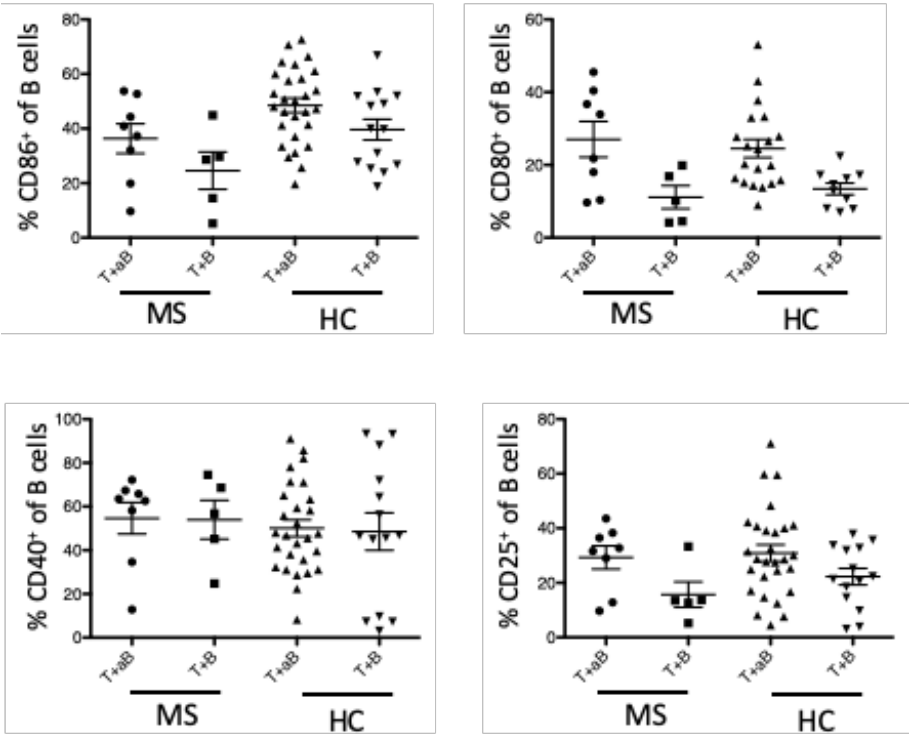 % CD86⁺ of B cells
80
60
40
20
0
T+aB
T+B
T+aB
T+B
MS
HC
% CD80⁺ of B cells
60
40
20
0
T+aB
T+B
T+aB
T+B
MS
HC
% CD40⁺ of B cells
100
80
60
40
20
0
T+aB
T+B
T+aB
T+B
MS
HC
% CD25⁺ of B cells
80
60
40
20
0
T+aB
T+B
T+aB
T+B
MS
HC